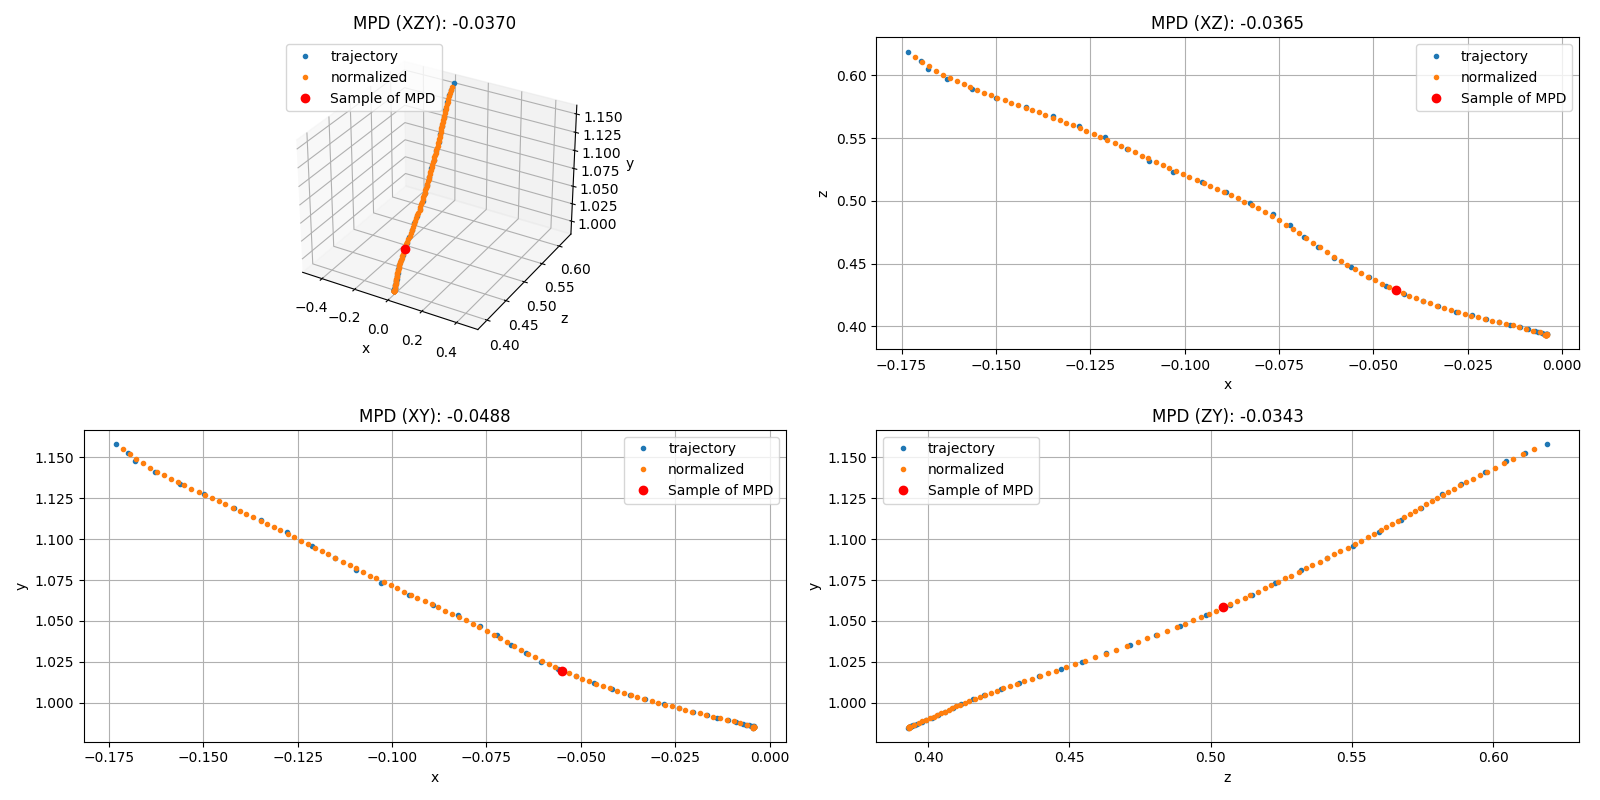 MPD (XZY): -0.0370
trajectory
normalized
Sample of MPD
1.150
1.125
1.100
1.075
1.050
1.025
1.000
y
0.60
0.55
0.50
0.45
0.40
z
−0.4
−0.2
0.0
0.2
0.4
x
MPD (XZ): -0.0365
trajectory
normalized
Sample of MPD
0.60
0.55
0.50
0.45
0.40
z
−0.175 −0.150 −0.125 −0.100 −0.075 −0.050 −0.025 0.000
x
MPD (XY): -0.0488
trajectory
normalized
Sample of MPD
1.150
1.125
1.100
1.075
1.050
1.025
1.000
y
−0.175 −0.150 −0.125 −0.100 −0.075 −0.050 −0.025 0.000
x
MPD (ZY): -0.0343
trajectory
normalized
Sample of MPD
1.150
1.125
1.100
1.075
1.050
1.025
1.000
y
0.40 0.45 0.50 0.55 0.60
z